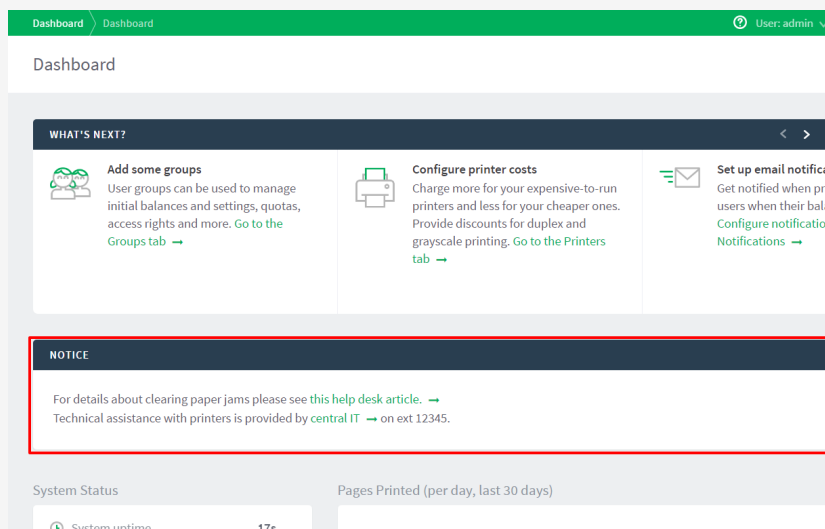 Dashboard Dashboard User: admin
Dashboard
WHAT'S NEXT?
Add some groups
User groups can be used to manage
initial balances and settings, quotas,
access rights and more. Go to the
Groups tab →
Configure printer costs
Charge more for your expensive-to-run
printers and less for your cheaper ones.
Provide discounts for duplex and
grayscale printing. Go to the Printers
tab →
Set up email
Get notified when
users when their
Configure
Notifications →
NOTICE
For details about clearing paper jams please see this help desk article. →
Technical assistance with printers is provided by central IT → on ext 12345.
System Status
Pages Printed (per day, last 30 days)
System uptime 17s